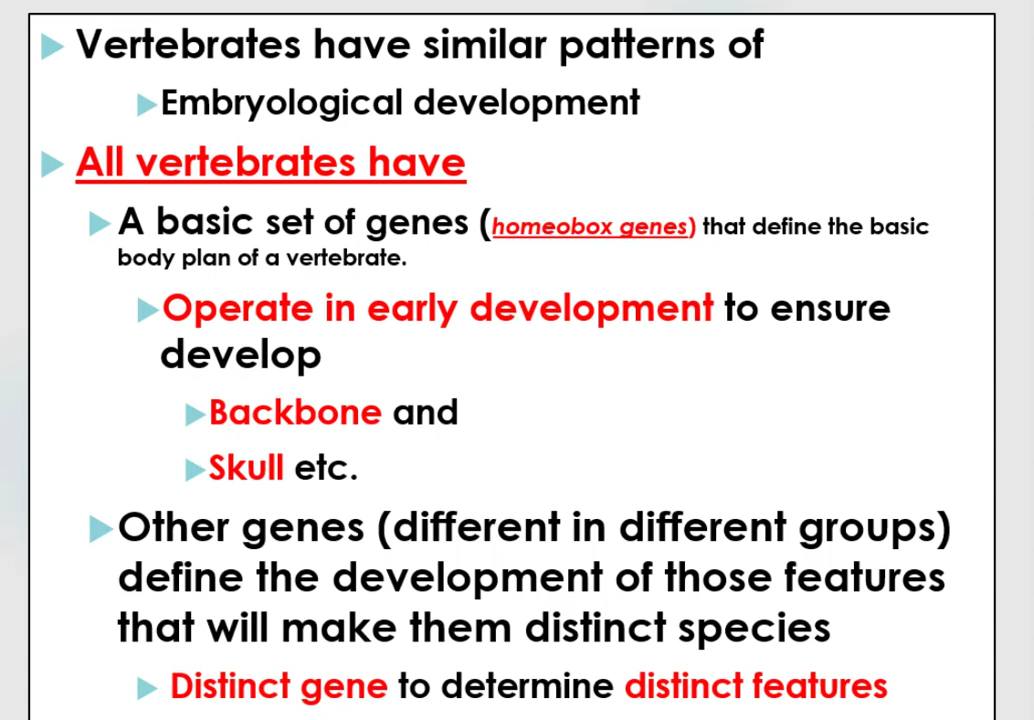 Vertebrates have similar patterns of
Embryological development
All vertebrates have
A basic set of genes (homeobox genes) that define the basic
body plan of a vertebrate.
Operate in early development to ensure
develop
Backbone and
Skull etc.
Other genes (different in different groups)
define the development of those features
that will make them distinct species
Distinct gene to determine distinct features